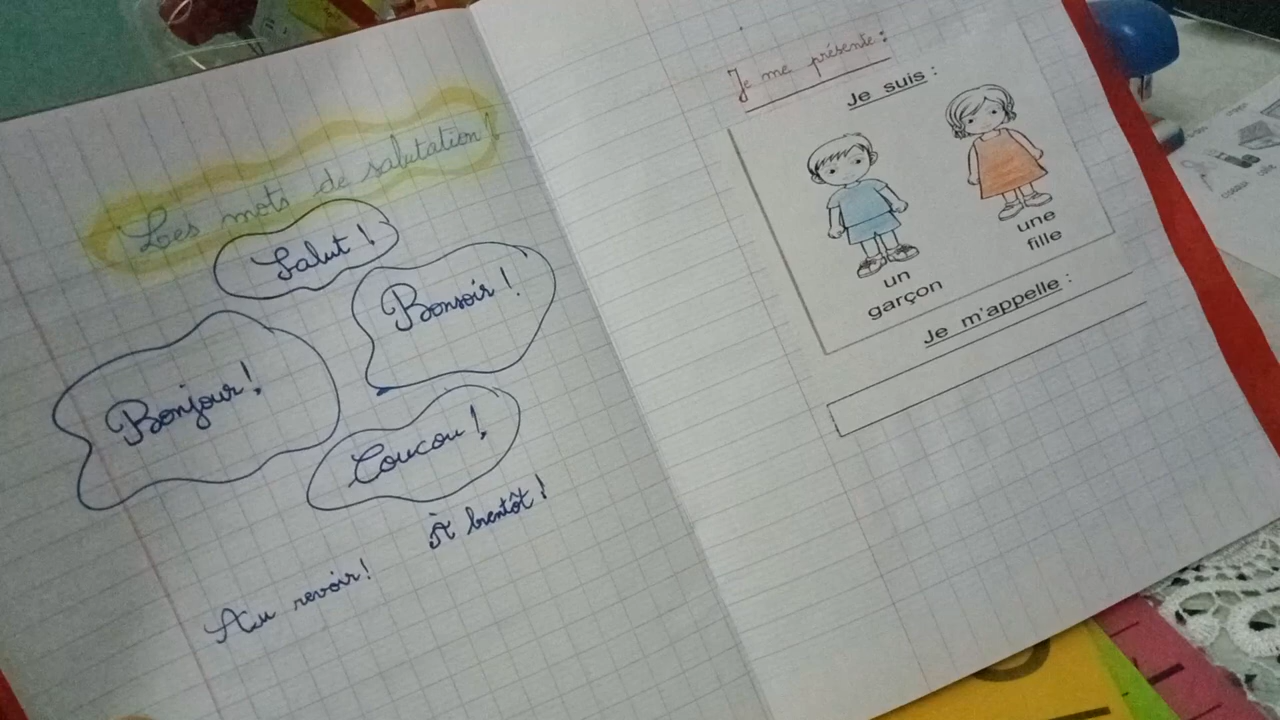 Les mots de salutation !
Salut !
Bonsoir !
Bonjour !
Coucou !
À bientôt !
Au revoir !
Je me présente :
Je suis :
un
garçon
une
fille
Je m'appelle :